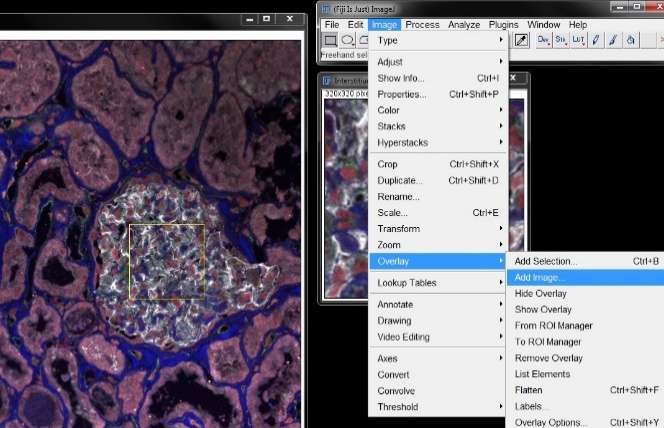 (Fiji Is Just) ImageJ
File Edit Image Process Analyze Plugins Window Help
Dev Stk LUT
Freehand sel
320x320 pixe
Type
Adjust
Show Info... Ctrl+I
Properties... Ctrl+Shift+P
Color
Stacks
Hyperstacks
Crop Ctrl+Shift+X
Duplicate... Ctrl+Shift+D
Rename...
Scale... Ctrl+E
Transform
Zoom
Overlay
Lookup Tables
Annotate
Drawing
Video Editing
Axes
Convert
Convolve
Threshold
Add Selection... Ctrl+B
Add Image...
Hide Overlay
Show Overlay
From ROI Manager
To ROI Manager
Remove Overlay
List Elements
Flatten Ctrl+Shift+F
Labels...
Overlay Options... Ctrl+Shift+Y